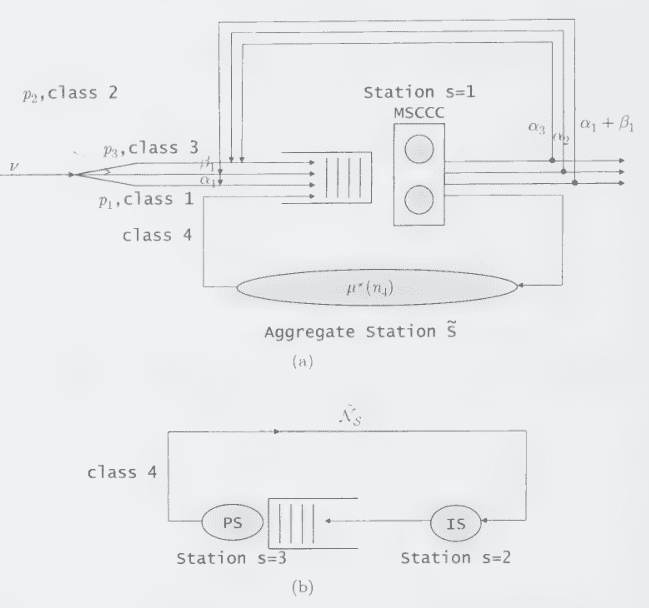 p₂,class 2
Station s=1
MSCCC
α₃
α₂
α₁ + β₁
p₃,class 3
β₁
ν
α₁
p₁,class 1
class 4
μ*(n₄)
Aggregate Station S̃
(a)
class 4
PS
IS
Station s=3
Station s=2
(b)